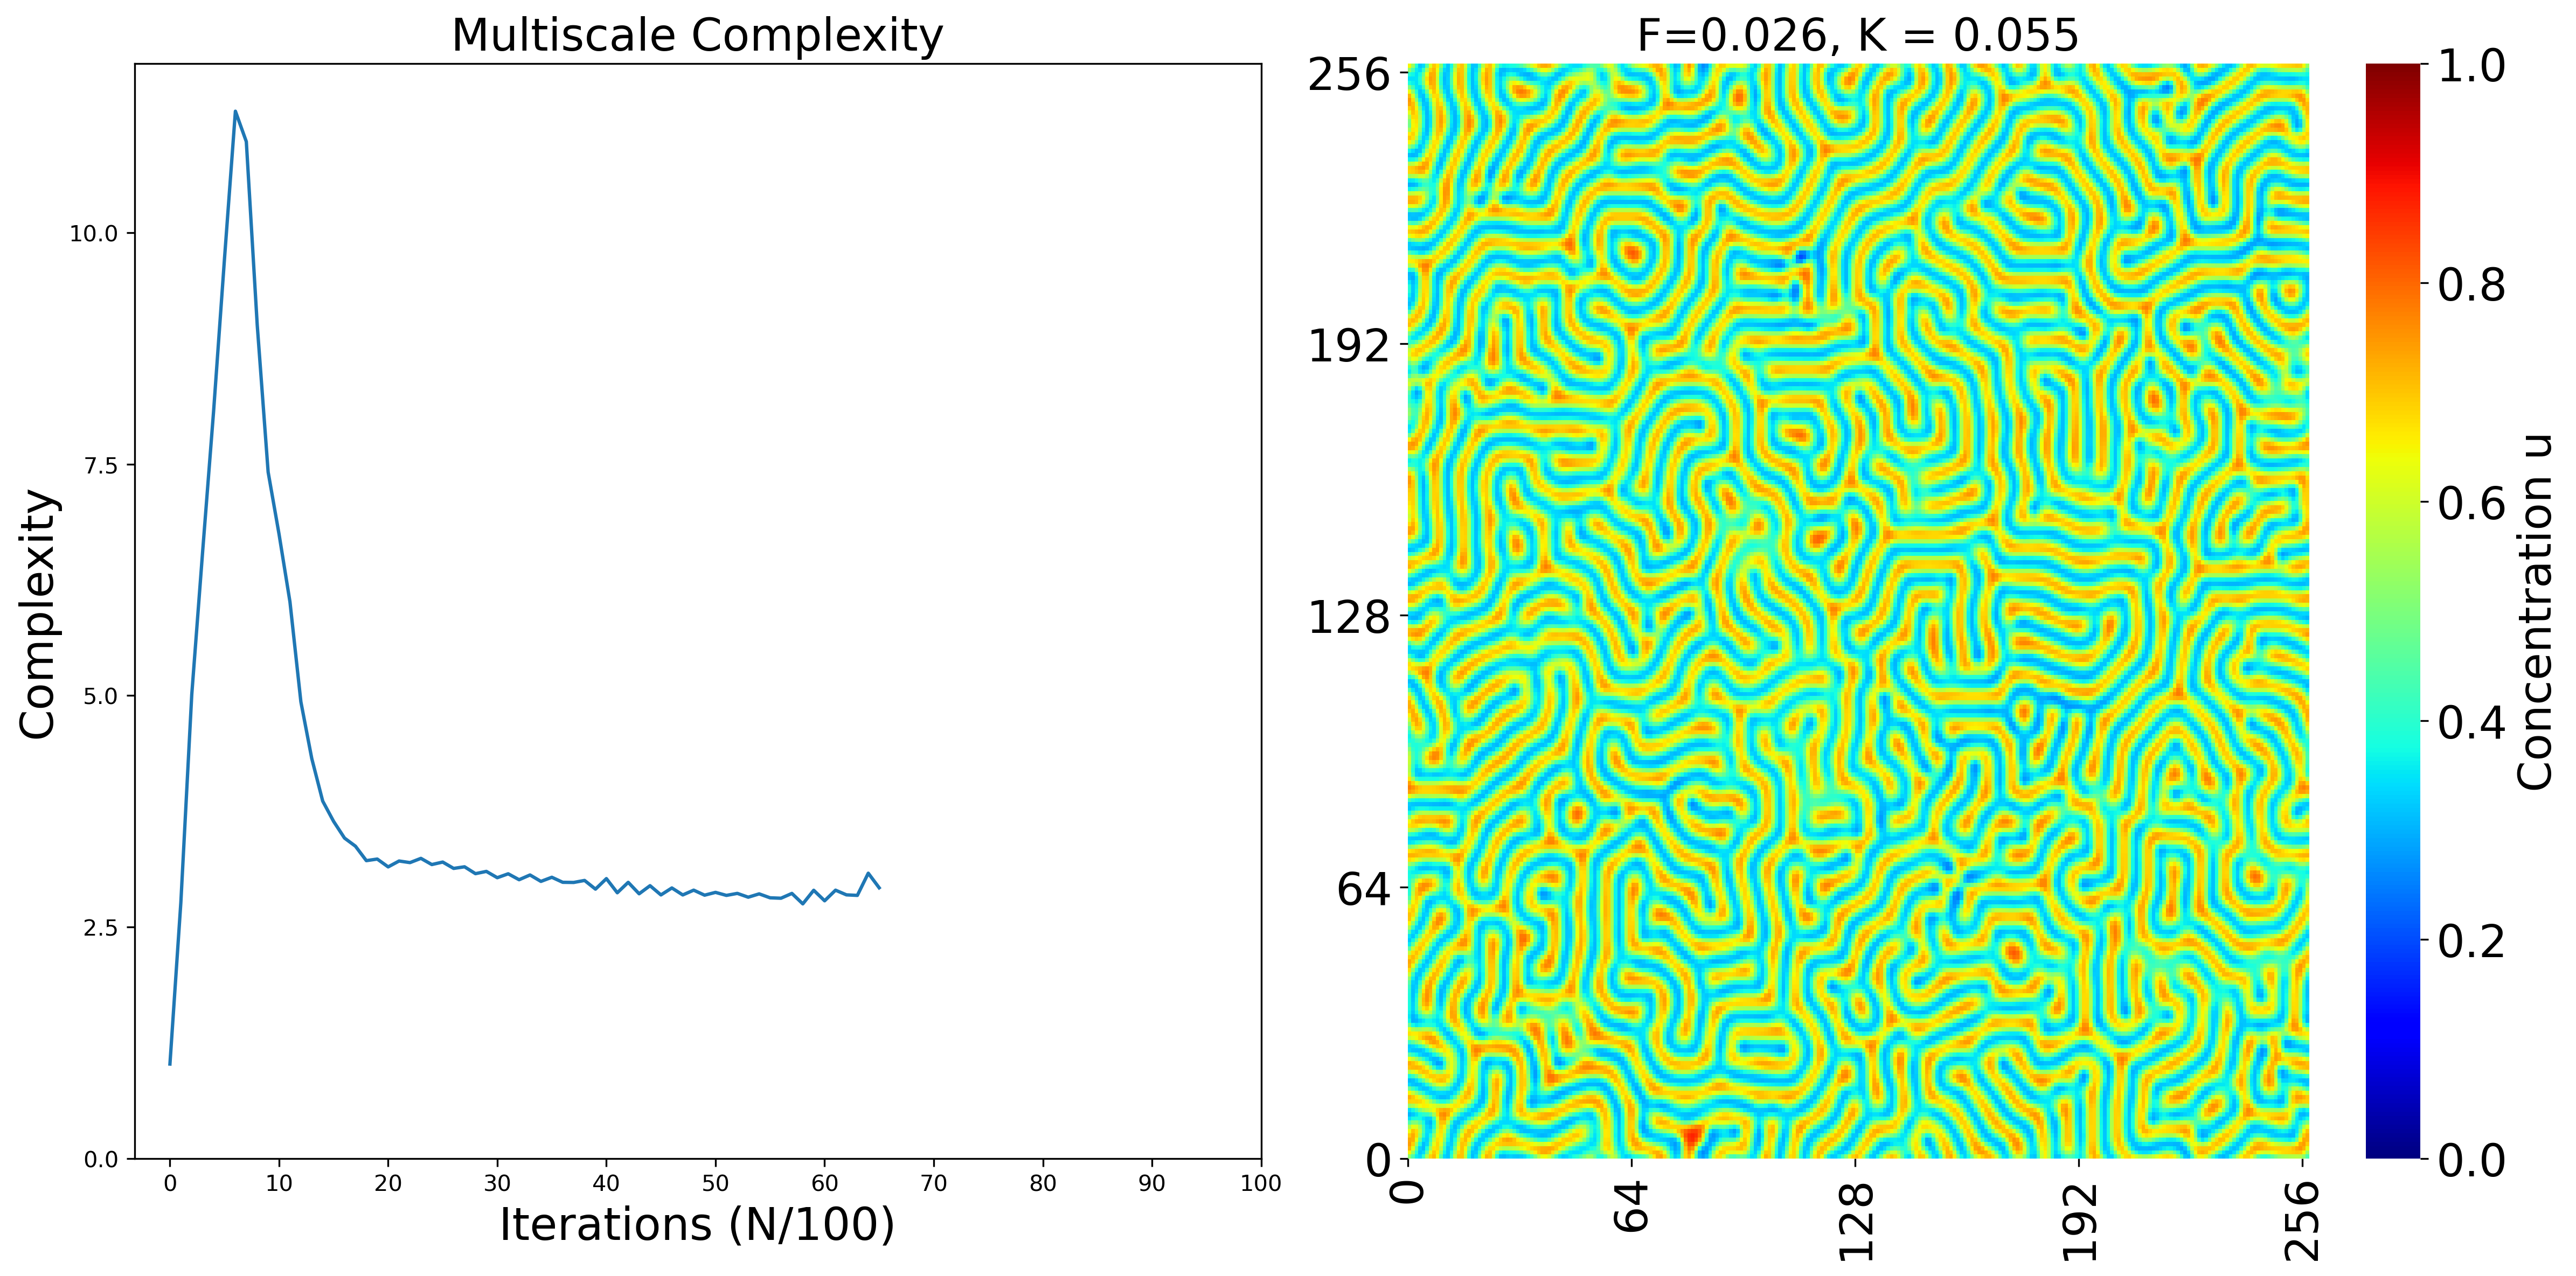 Multiscale Complexity
Complexity
10.0
7.5
5.0
2.5
0.0
0 10 20 30 40 50 60 70 80 90 100
Iterations (N/100)
F=0.026, K = 0.055
256
192
128
64
0
0 64 128 192 256
1.0
0.8
0.6
0.4
0.2
0.0
Concentration u